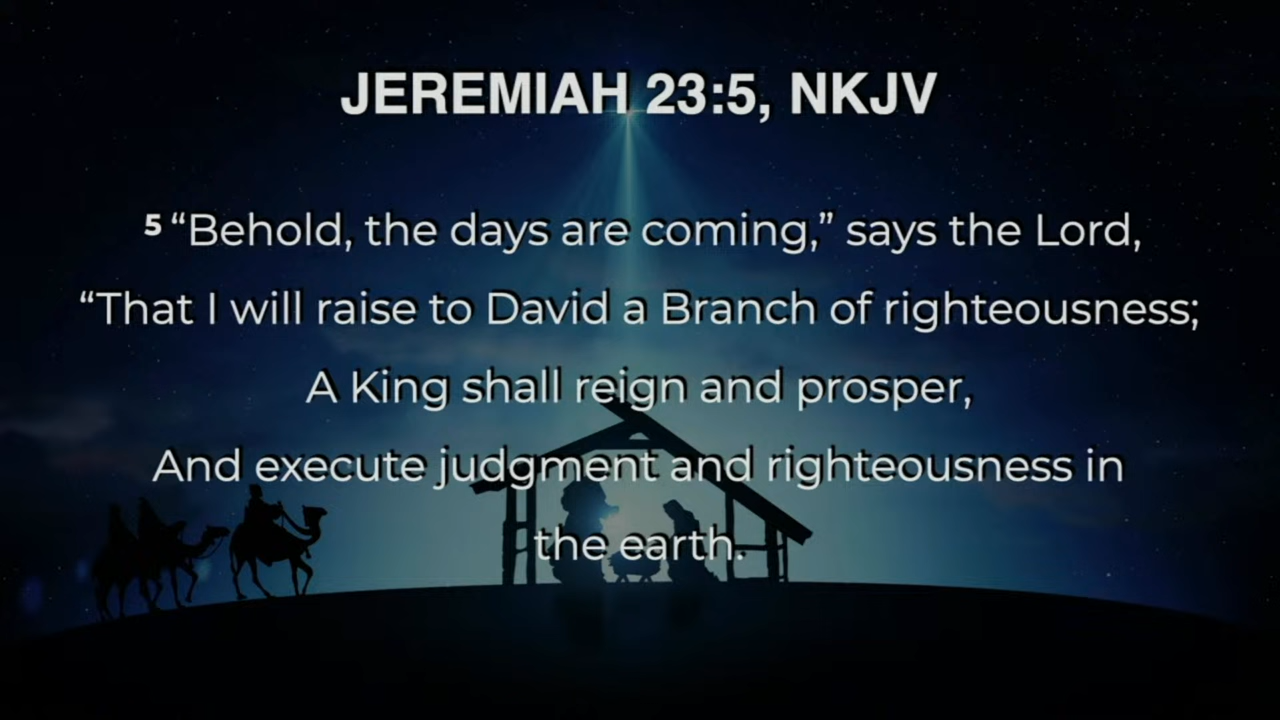 JEREMIAH 23:5, NKJV
5 “Behold, the days are coming,” says the Lord,
“That I will raise to David a Branch of righteousness;
A King shall reign and prosper,
And execute judgment and righteousness in
the earth.